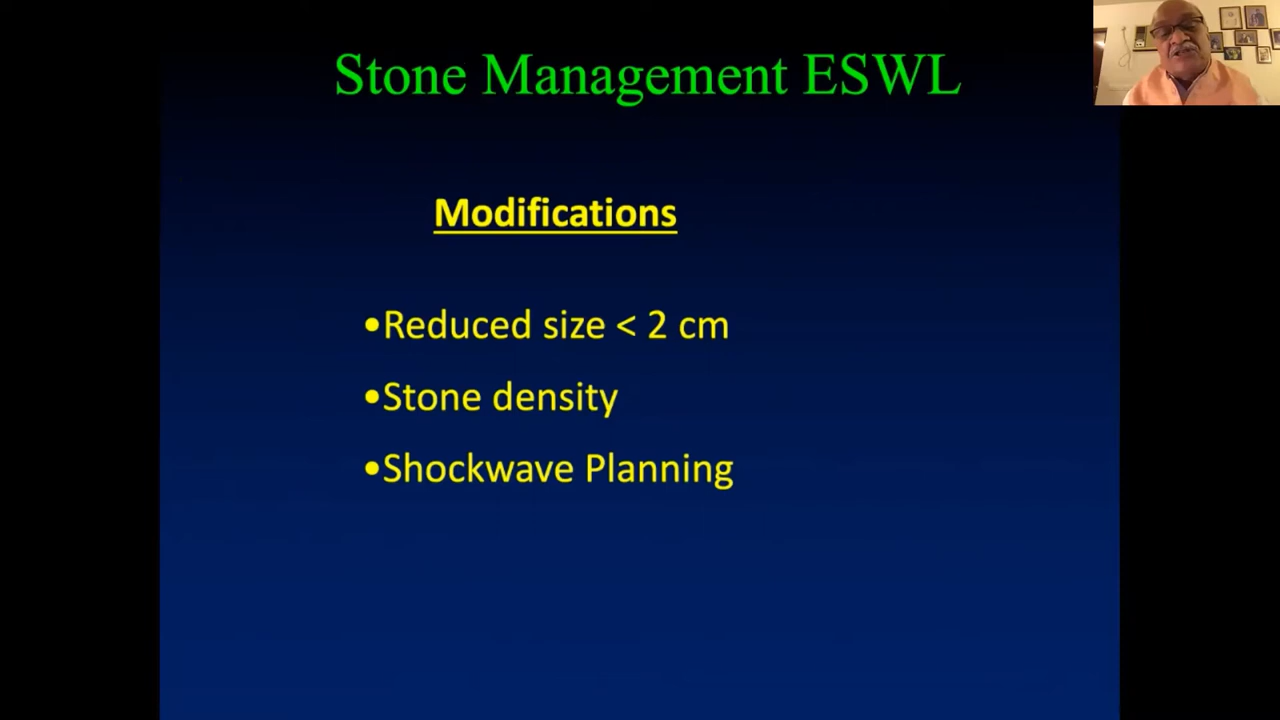 Stone Management ESWL
Modifications
•Reduced size < 2 cm
•Stone density
•Shockwave Planning